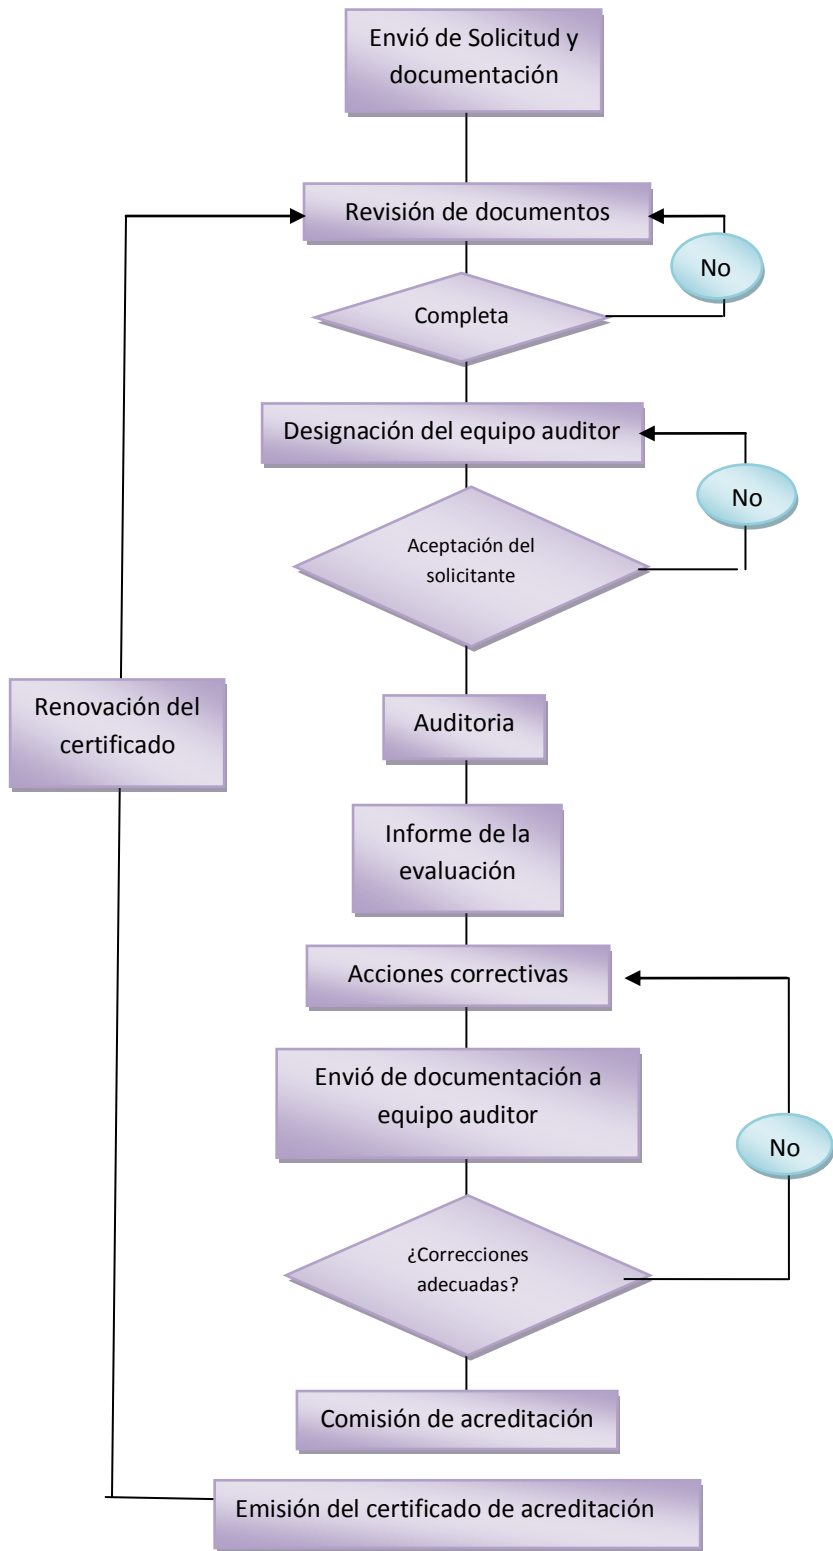 Envió de Solicitud y
documentación
Revisión de documentos
No
Completa
Designación del equipo auditor
No
Aceptación del
solicitante
Renovación del
certificado
Auditoria
Informe de la
evaluación
Acciones correctivas
Envió de documentación a
equipo auditor
No
¿Correcciones
adecuadas?
Comisión de acreditación
Emisión del certificado de acreditación